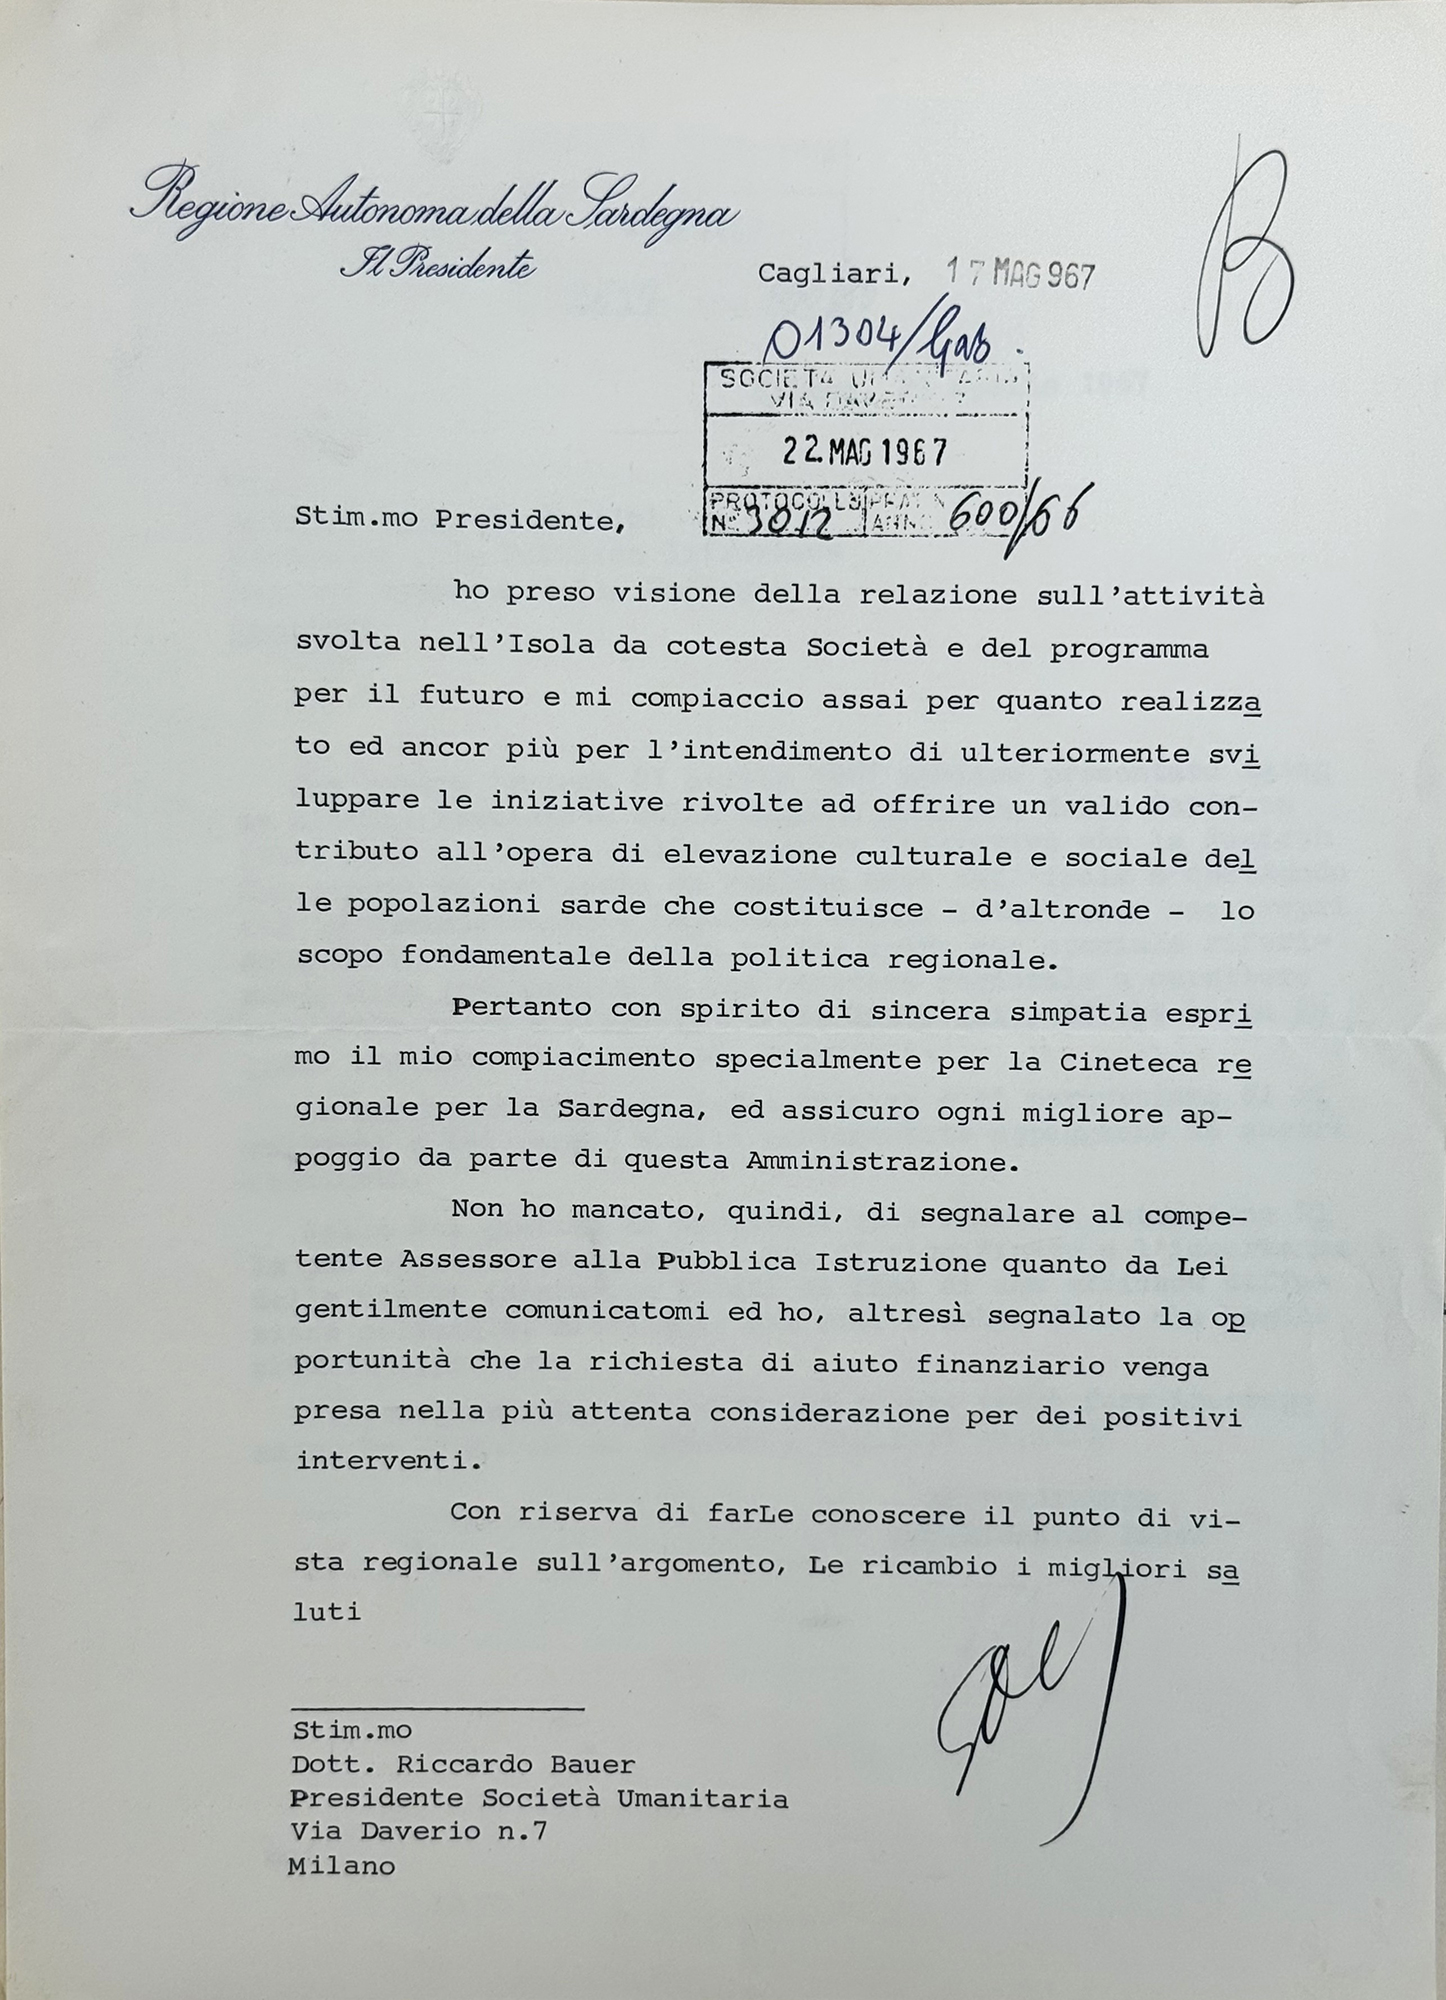 Regione Autonoma della Sardegna
Il Presidente
B
Cagliari, 17 MAG 967
01304/Gab.
SOCIETA UMANITARIA
VIA DAVERIO 7
22. MAG 1967
PROTOCOLLO PRAT. N
N° 3012 ANNO 600/66
Stim.mo Presidente,
ho preso visione della relazione sull'attività
svolta nell'Isola da cotesta Società e del programma
per il futuro e mi compiaccio assai per quanto realizza
to ed ancor più per l'intendimento di ulteriormente svi
luppare le iniziative rivolte ad offrire un valido con-
tributo all'opera di elevazione culturale e sociale del
le popolazioni sarde che costituisce - d'altronde - lo
scopo fondamentale della politica regionale.
Pertanto con spirito di sincera simpatia espri
mo il mio compiacimento specialmente per la Cineteca re
gionale per la Sardegna, ed assicuro ogni migliore ap-
poggio da parte di questa Amministrazione.
Non ho mancato, quindi, di segnalare al compe-
tente Assessore alla Pubblica Istruzione quanto da Lei
gentilmente comunicatomi ed ho, altresì segnalato la op
portunità che la richiesta di aiuto finanziario venga
presa nella più attenta considerazione per dei positivi
interventi.
Con riserva di farLe conoscere il punto di vi-
sta regionale sull'argomento, Le ricambio i migliori sa
luti
Stim.mo
Dott. Riccardo Bauer
Presidente Società Umanitaria
Via Daverio n.7
Milano